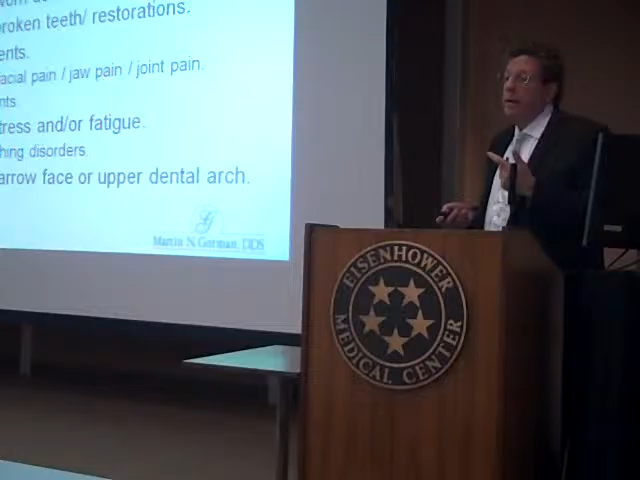 broken teeth/ restorations.
ents.
acial pain / jaw pain / joint pain.
nts
tress and/or fatigue.
hing disorders.
arrow face or upper dental arch.
Martin N. Gorman, DDS
EISENHOWER
MEDICAL CENTER